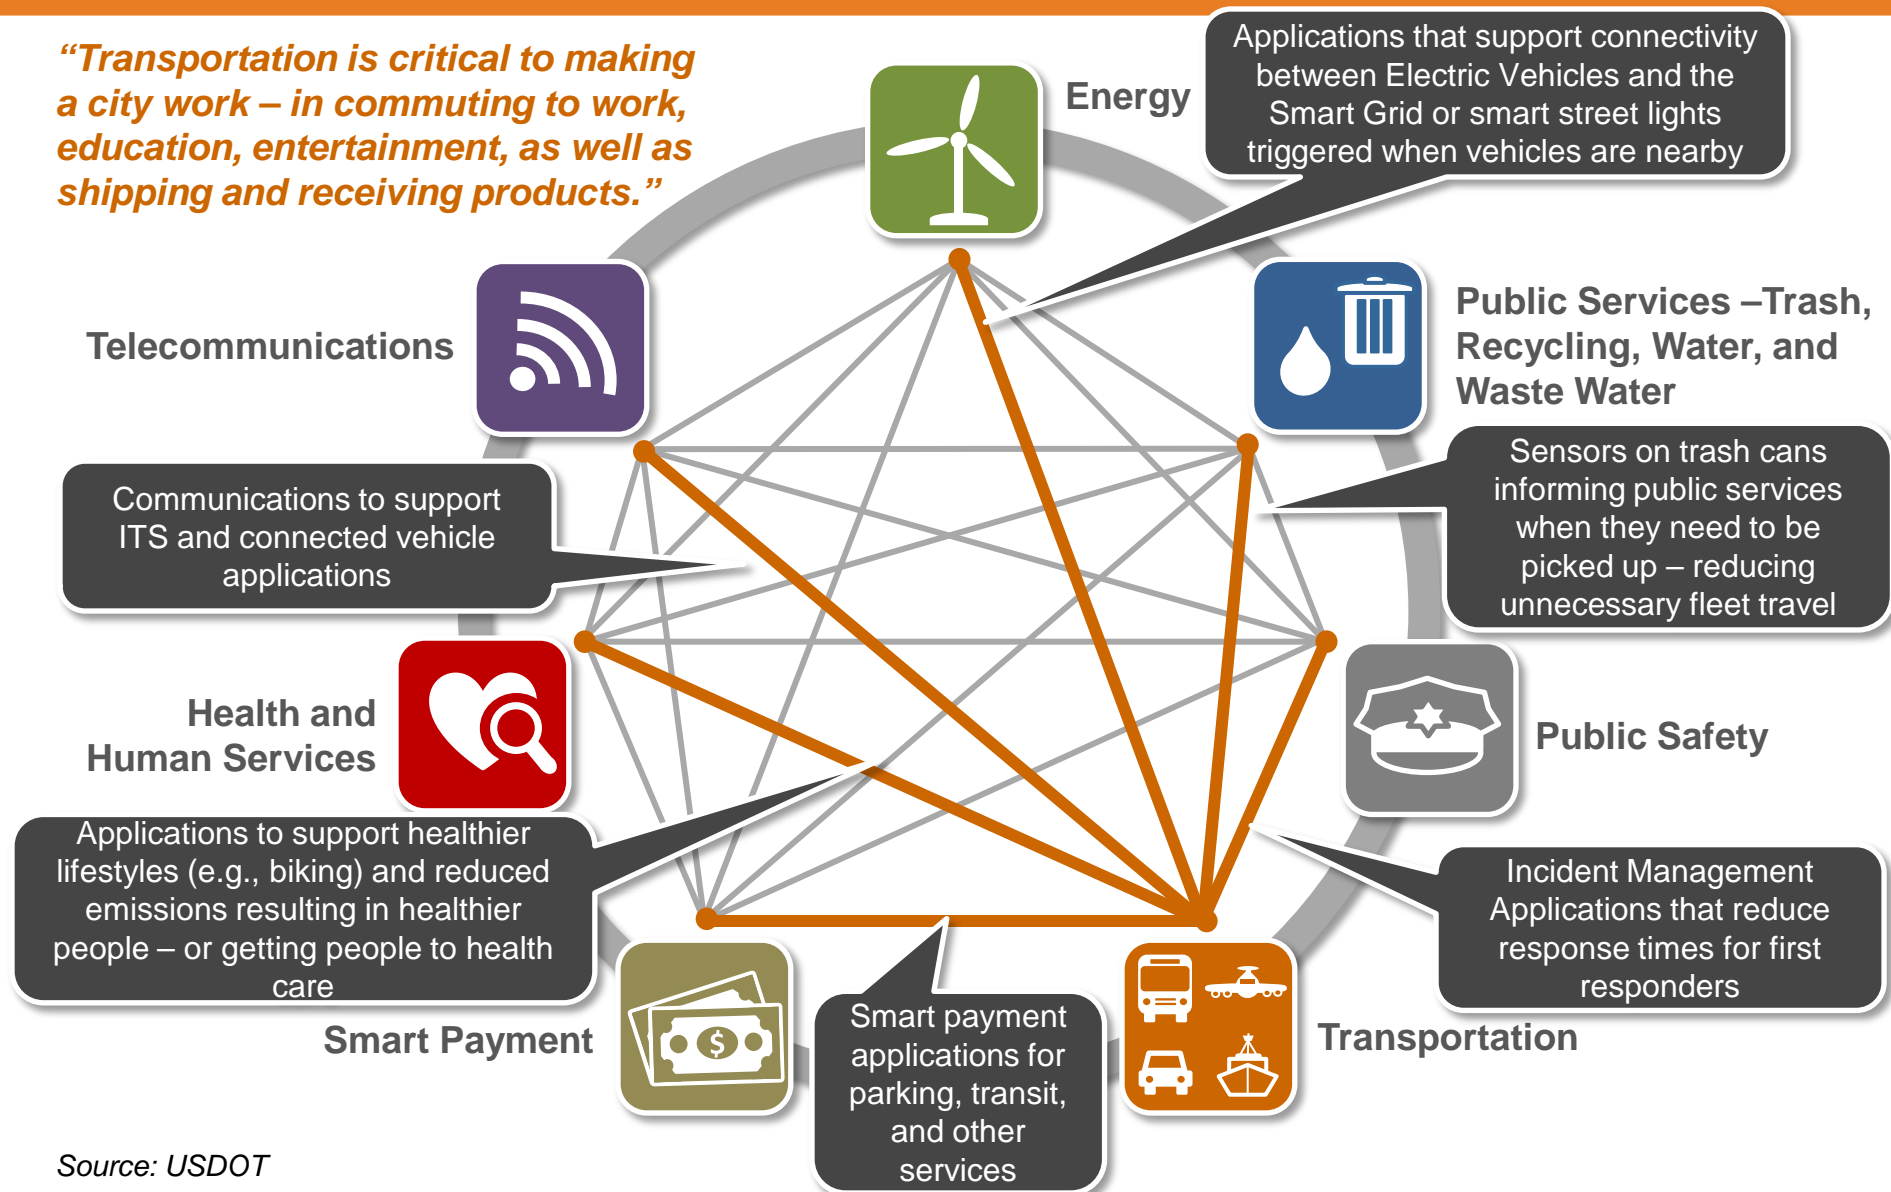 “Transportation is critical to making
a city work – in commuting to work,
education, entertainment, as well as
shipping and receiving products.”
Energy
Applications that support connectivity
between Electric Vehicles and the
Smart Grid or smart street lights
triggered when vehicles are nearby
Telecommunications
Public Services –Trash,
Recycling, Water, and
Waste Water
Communications to support
ITS and connected vehicle
applications
Sensors on trash cans
informing public services
when they need to be
picked up – reducing
unnecessary fleet travel
Health and
Human Services
Public Safety
Applications to support healthier
lifestyles (e.g., biking) and reduced
emissions resulting in healthier
people – or getting people to health
care
Incident Management
Applications that reduce
response times for first
responders
Smart Payment
$
Smart payment
applications for
parking, transit,
and other
services
Transportation
Source: USDOT